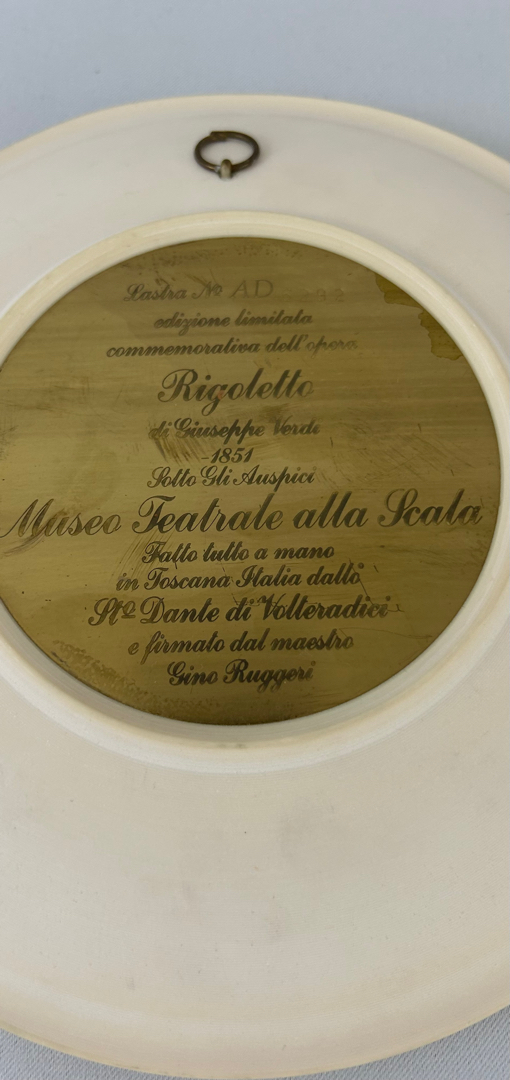 Lastra No AD
edizione limitata
commemorativa dell'opera
Rigoletto
di Giuseppe Verdi
-1851
Sotto Gli Auspici
Museo Teatrale alla Scala
Fatto tutto a mano
in Toscana Italia dallo
Sto Dante di Volteradici
e firmato dal maestro
Gino Ruggeri